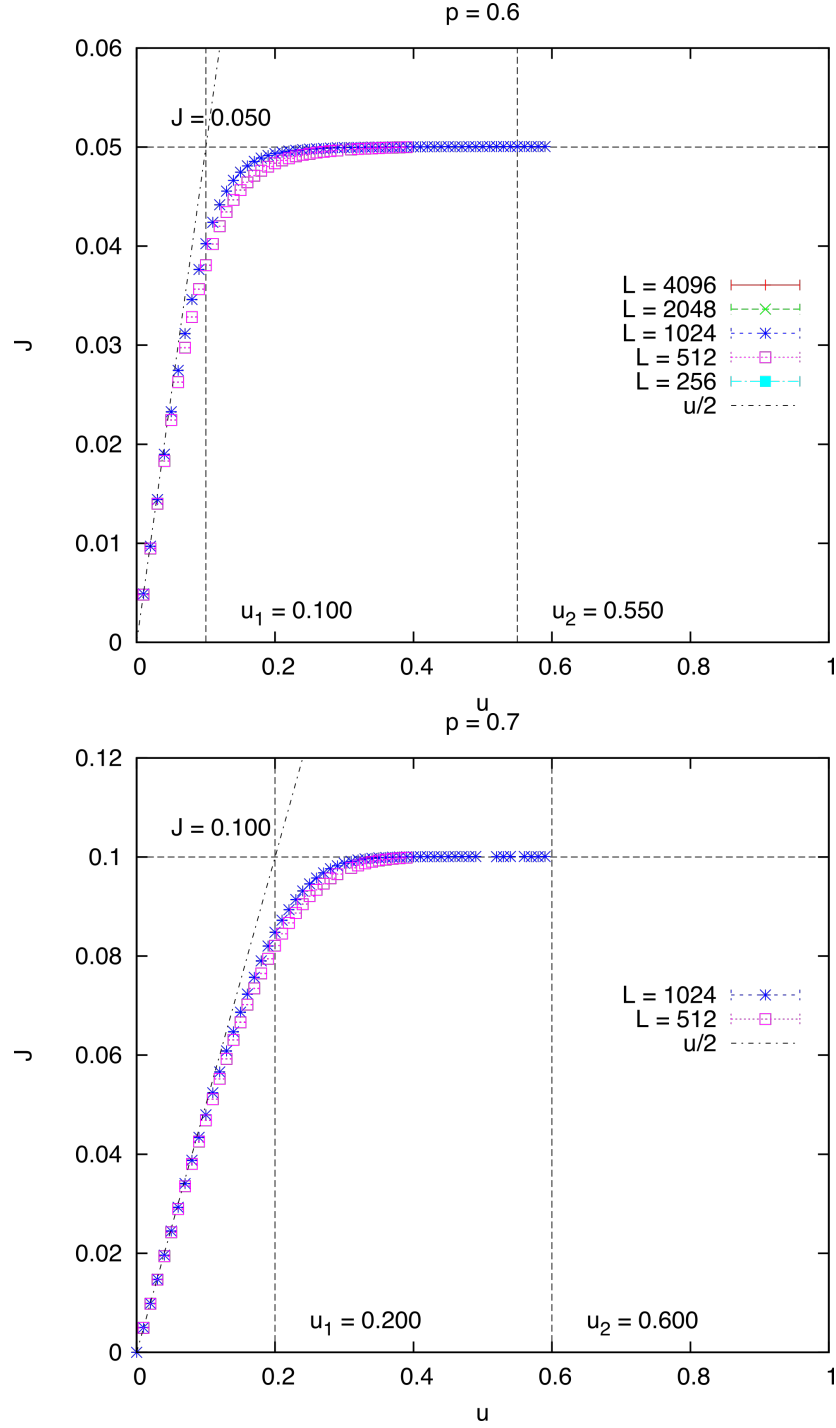 p = 0.6
0.06
J = 0.050
0.05
0.04
L = 4096
L = 2048
J
0.03
L = 1024
L = 512
L = 256
u/2
0.02
0.01
u1 = 0.100
u2 = 0.550
0
0 0.2 0.4 0.6 0.8 1
u
p = 0.7
0.12
J = 0.100
0.1
0.08
L = 1024
L = 512
J
0.06
u/2
0.04
0.02
u1 = 0.200
u2 = 0.600
0
0 0.2 0.4 0.6 0.8 1
u